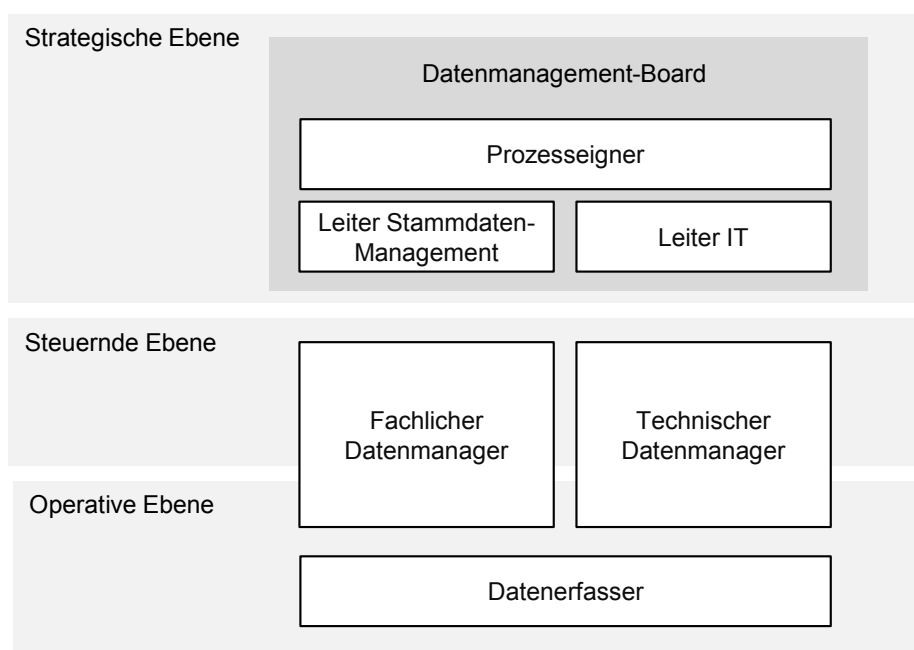 Strategische Ebene
Datenmanagement-Board
Prozesseigner
Leiter Stammdaten-
Management
Leiter IT
Steuernde Ebene
Fachlicher
Datenmanager
Technischer
Datenmanager
Operative Ebene
Datenerfasser